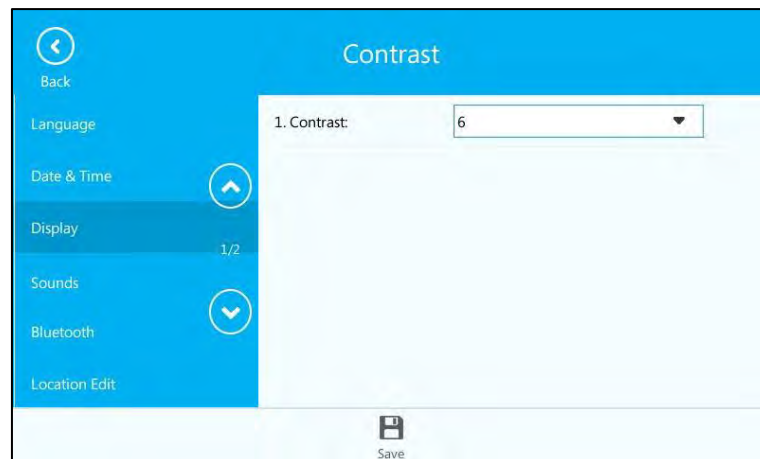 Contrast
Back
Language
Date & Time
Display
1/2
Sounds
Bluetooth
Location Edit
1. Contrast:
6
Save